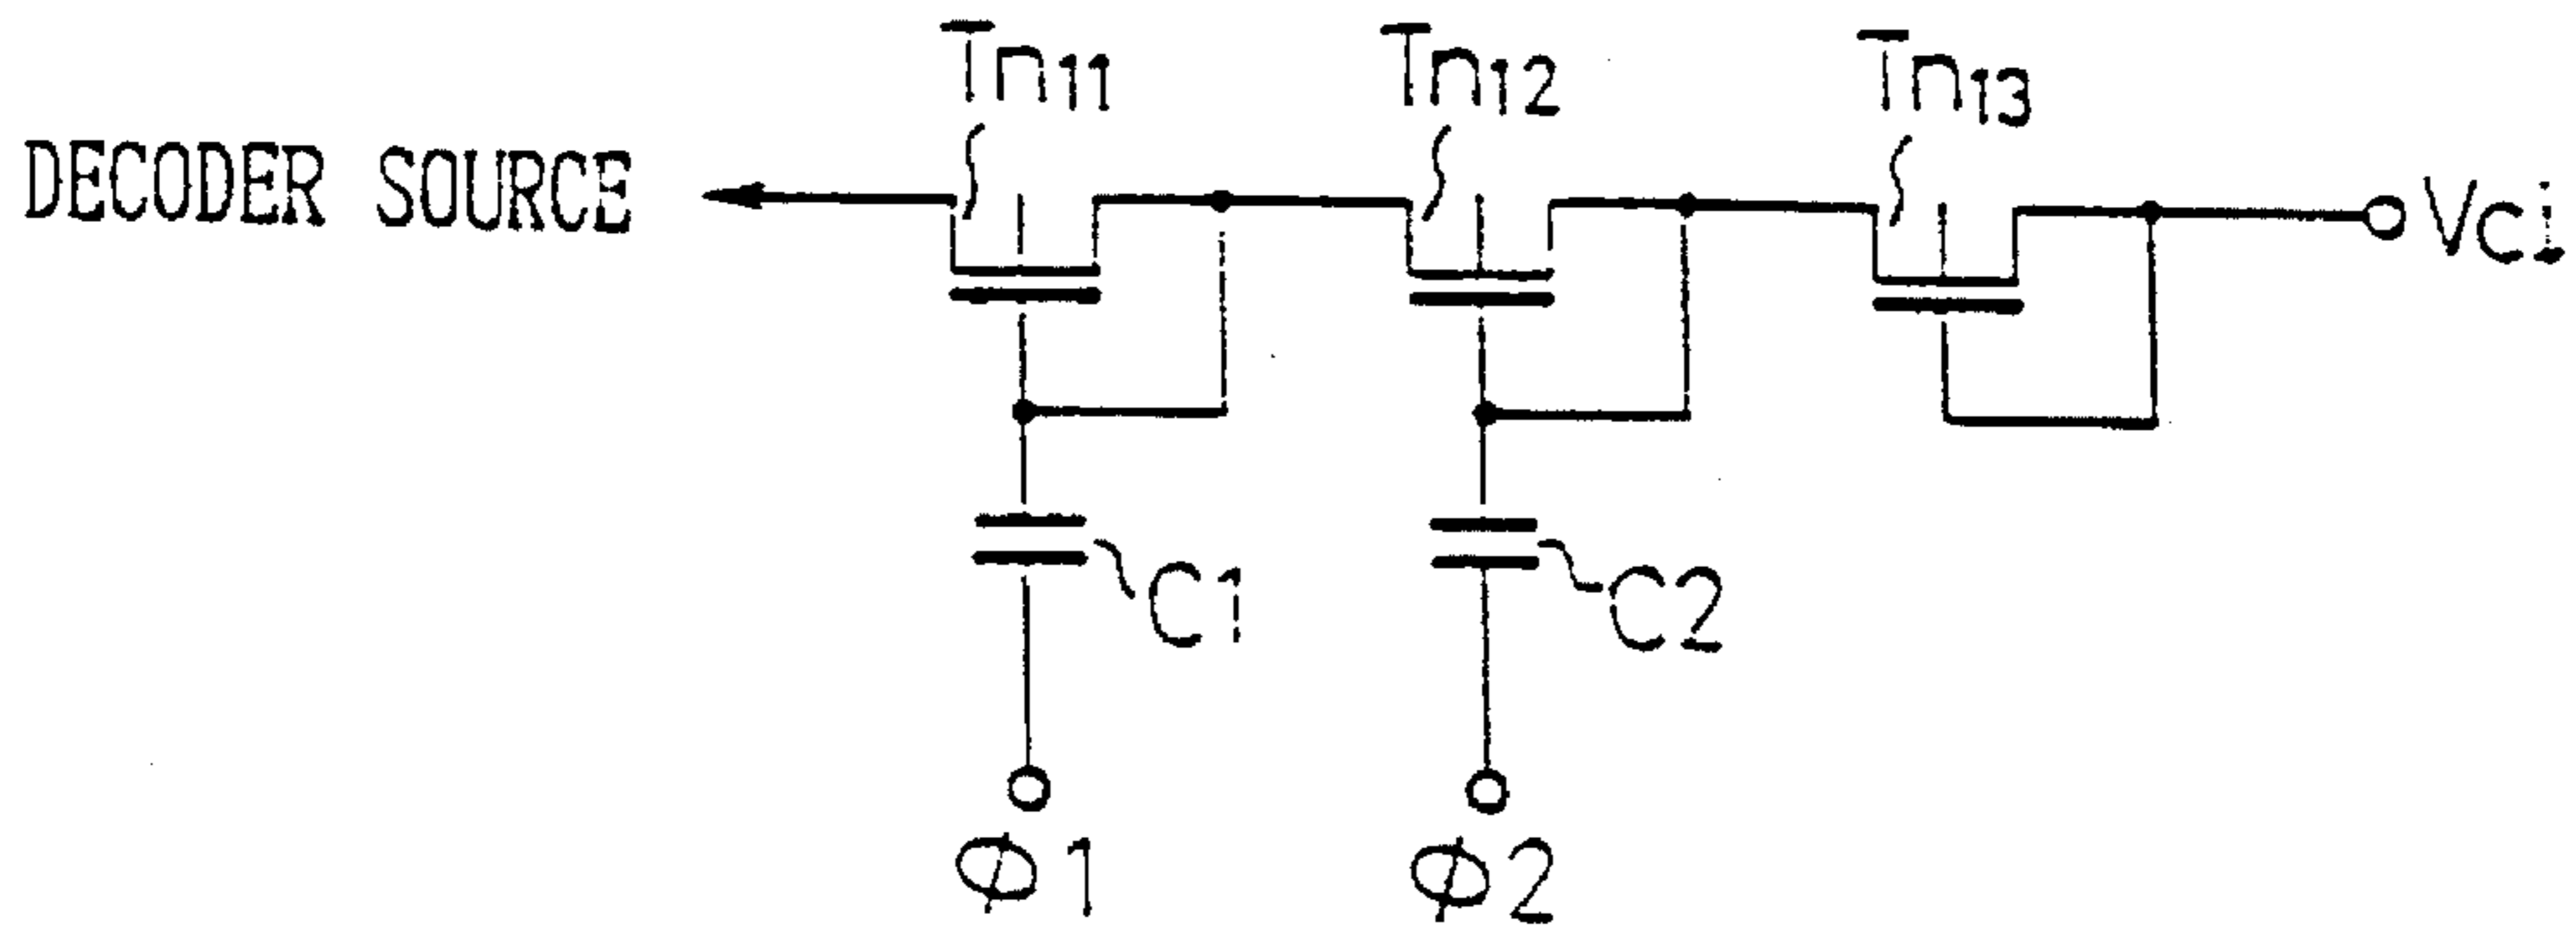 Tn11 Tn12 Tn13
DECODER SOURCE
Vci
C1 C2
φ1 φ2